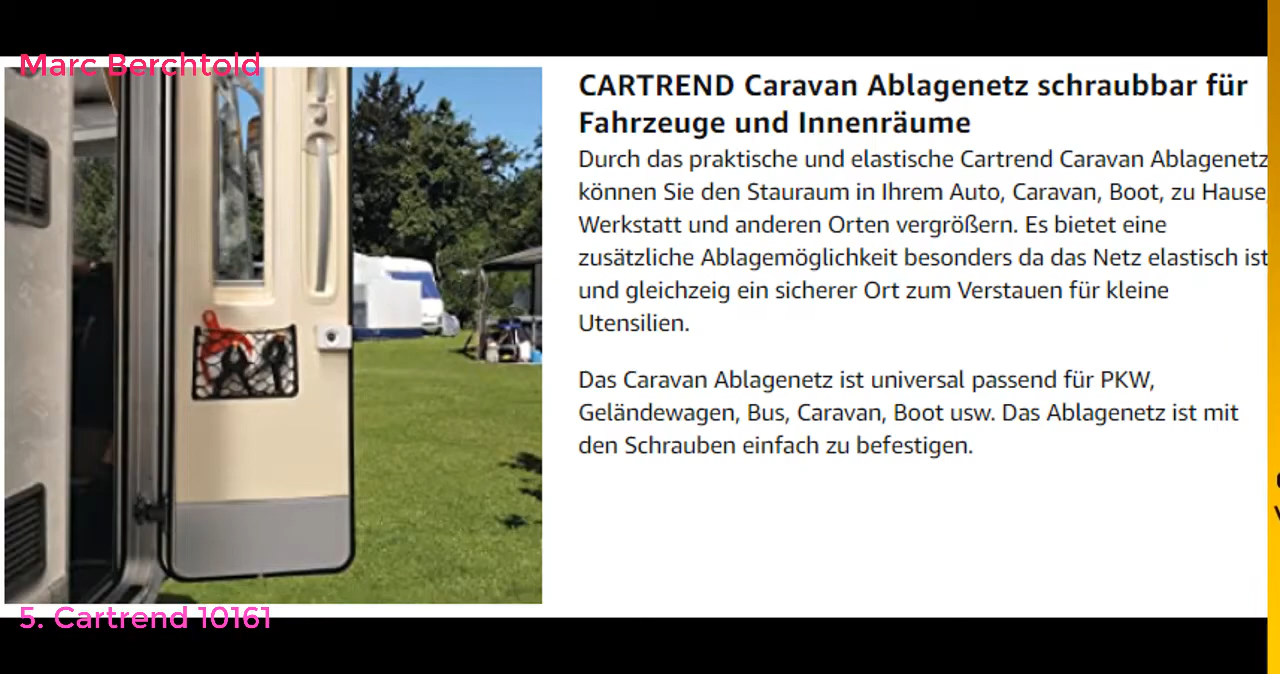 Marc Berchtold
CARTREND Caravan Ablagenetz schraubbar für
Fahrzeuge und Innenräume
Durch das praktische und elastische Cartrend Caravan Ablagenetz
können Sie den Stauraum in Ihrem Auto, Caravan, Boot, zu Hause,
Werkstatt und anderen Orten vergrößern. Es bietet eine
zusätzliche Ablagemöglichkeit besonders da das Netz elastisch ist
und gleichzeig ein sicherer Ort zum Verstauen für kleine
Utensilien.
Das Caravan Ablagenetz ist universal passend für PKW,
Geländewagen, Bus, Caravan, Boot usw. Das Ablagenetz ist mit
den Schrauben einfach zu befestigen.
5. Cartrend 10161